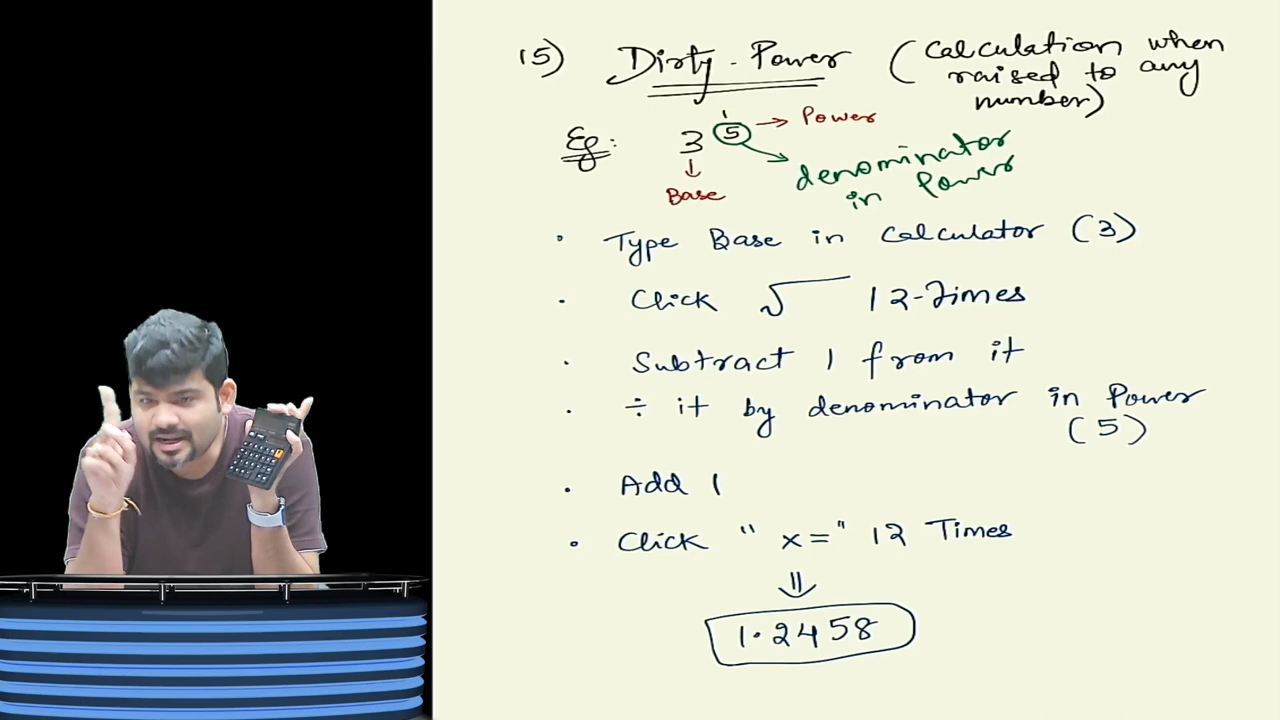 15) Dirty - Power (Calculation when
raised to any
number)
Eg: 3 1/5 → Power
Base
denominator
in Power
• Type Base in Calculator (3)
• Click √ 12-Times
• Subtract 1 from it
• ÷ it by denominator in Power
(5)
• Add 1
• Click " x=" 12 Times
⇓
1.2458